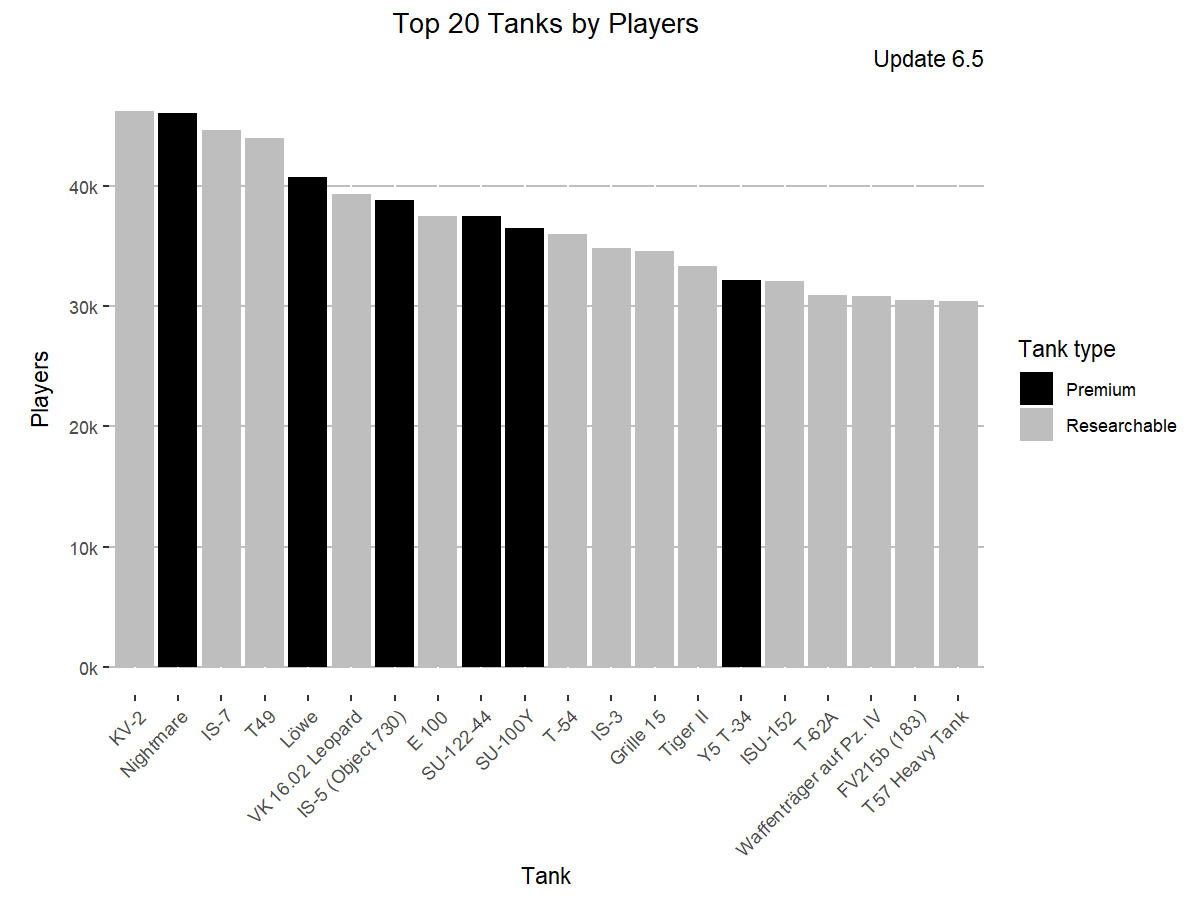 Top 20 Tanks by Players
Update 6.5
Players
40k
30k
20k
10k
0k
KV-2
Nightmare
IS-7
T49
Löwe
VK 16.02 Leopard
IS-5 (Object 730)
E 100
SU-122-44
SU-100Y
T-54
IS-3
Grille 15
Tiger II
Y5 T-34
ISU-152
T-62A
Waffenträger auf Pz. IV
FV215b (183)
T57 Heavy Tank
Tank
Tank type
Premium
Researchable